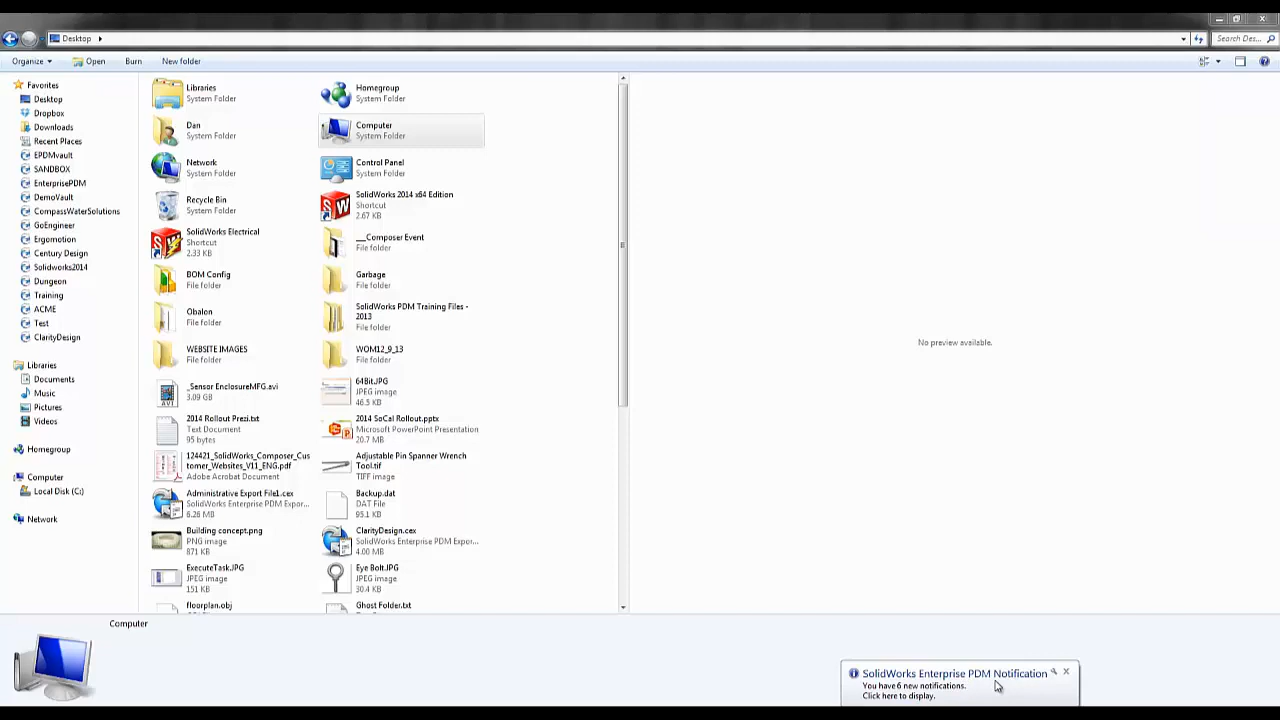 Desktop
Search Des...
Organize
Open
Burn
New folder
Favorites
Desktop
Dropbox
Downloads
Recent Places
EPDMvault
SANDBOX
EnterprisePDM
DemoVault
CompassWaterSolutions
GoEngineer
Ergomotion
Century Design
Solidworks2014
Dungeon
Training
ACME
Test
ClarityDesign
Libraries
Documents
Music
Pictures
Videos
Homegroup
Computer
Local Disk (C:)
Network
Libraries
System Folder
Homegroup
System Folder
Dan
System Folder
Computer
System Folder
Network
System Folder
Control Panel
System Folder
Recycle Bin
System Folder
SolidWorks 2014 x64 Edition
Shortcut
2.67 KB
SolidWorks Electrical
Shortcut
2.33 KB
___Composer Event
File folder
BOM Config
File folder
Garbage
File folder
Obalon
File folder
SolidWorks PDM Training Files -
2013
File folder
WEBSITE IMAGES
File folder
WOM12_9_13
File folder
_Sensor EnclosureMFG.avi
3.09 GB
64Bit.JPG
JPEG image
46.5 KB
2014 Rollout Prezi.txt
Text Document
95 bytes
2014 SoCal Rollout.pptx
Microsoft PowerPoint Presentation
20.7 MB
124421_SolidWorks_Composer_Cus
tomer_Websites_V11_ENG.pdf
Adobe Acrobat Document
Adjustable Pin Spanner Wrench
Tool.tif
TIFF image
Administrative Export File1.cex
SolidWorks Enterprise PDM Expor...
6.26 MB
Backup.dat
DAT File
95.1 KB
Building concept.png
PNG image
871 KB
ClarityDesign.cex
SolidWorks Enterprise PDM Expor...
4.00 MB
ExecuteTask.JPG
JPEG image
151 KB
Eye Bolt.JPG
JPEG image
30.4 KB
floorplan.obj
Ghost Folder.txt
No preview available.
Computer
SolidWorks Enterprise PDM Notification
You have 6 new notifications.
Click here to display.